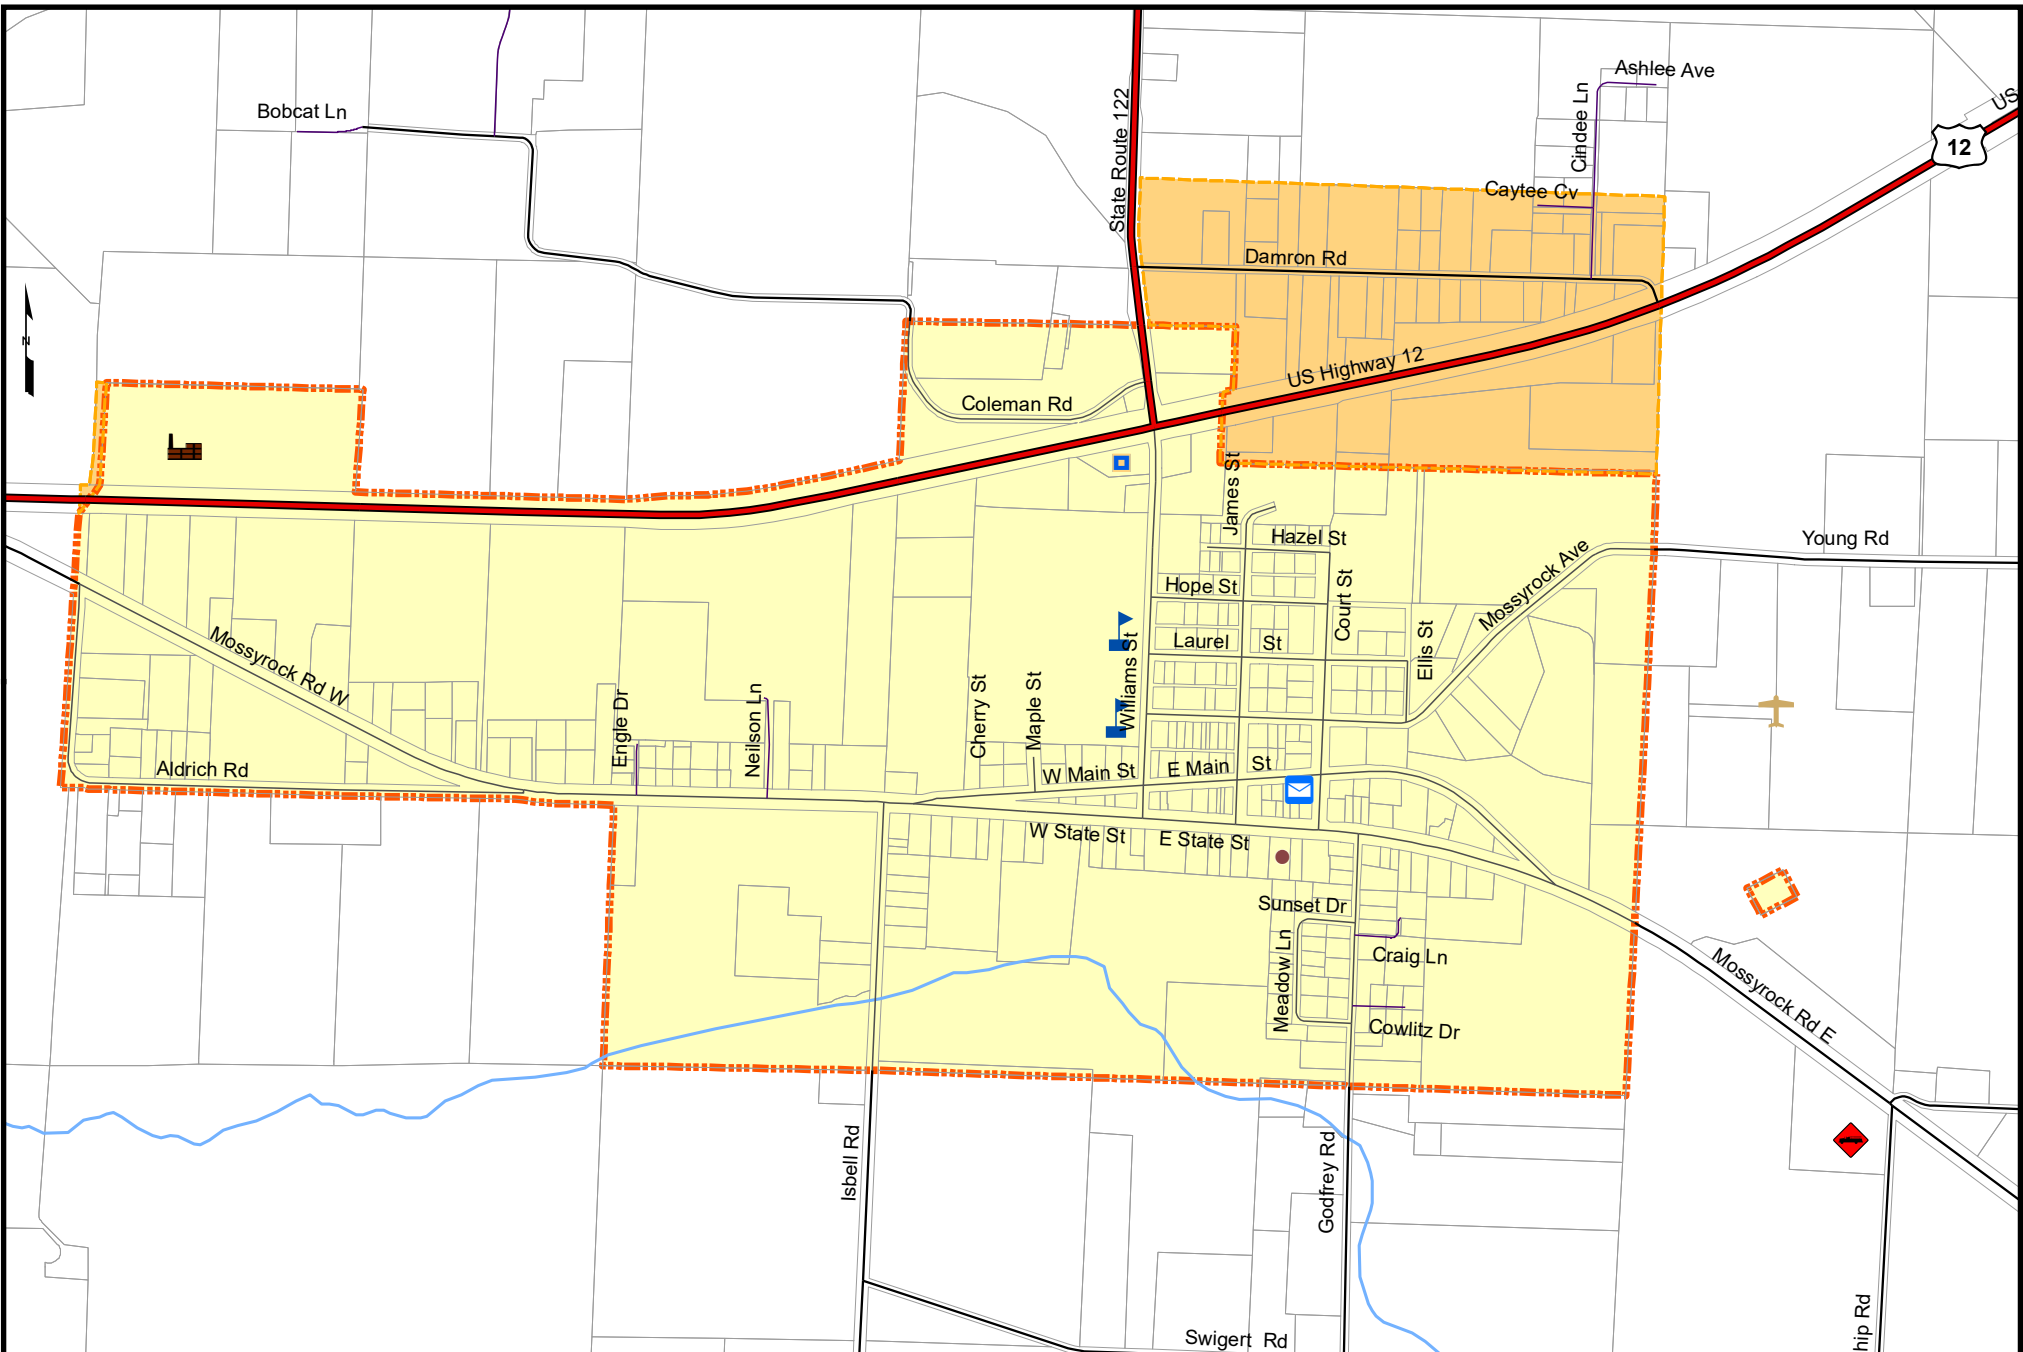 Ashlee Ave
US
Bobcat Ln
State Route 122
Cindee Ln
12
Caytee Cv
Damron Rd
N
US Highway 12
Coleman Rd
James St
Hazel St
Young Rd
Mossyrock Ave
Hope St
Court St
Laurel St
Ellis St
Mossyrock Rd W
Williams St
Engle Dr
Neilson Ln
Cherry St
Maple St
Aldrich Rd
W Main St
E Main St
W State St
E State St
Sunset Dr
Meadow Ln
Craig Ln
Mossyrock Rd E
Cowlitz Dr
Isbell Rd
Godfrey Rd
hip Rd
Swigert Rd